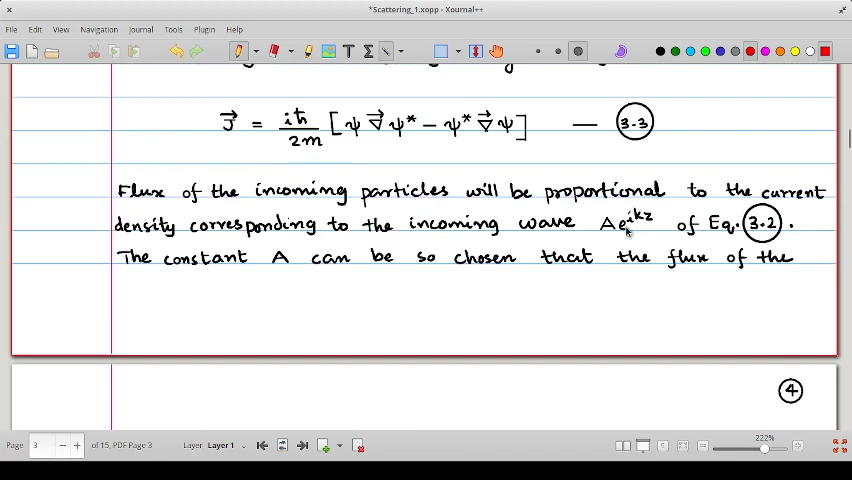 *Scattering_1.xopp - Xournal++
File Edit View Navigation Journal Tools Plugin Help
J⃗ = iħ/2m [ψ ∇⃗ ψ* − ψ* ∇⃗ ψ] — 3.3
Flux of the incoming particles will be proportional to the current
density corresponding to the incoming wave Ae^ikz of Eq. 3.2.
The constant A can be so chosen that the flux of the
4
Page 3 of 15, PDF Page 3 Layer Layer 1 222%